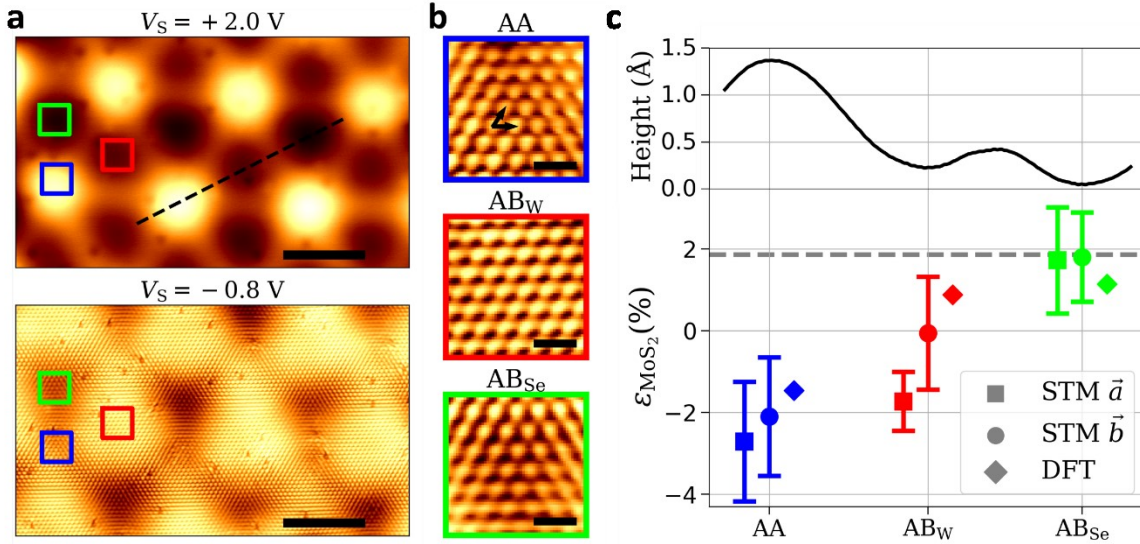 a
V_S = +2.0 V
V_S = −0.8 V
b
AA
AB_W
AB_Se
c
Height (Å)
1.5
1.0
0.5
0.0
ε_MoS₂(%)
2
0
−2
−4
STM a⃗
STM b⃗
DFT
AA
AB_W
AB_Se